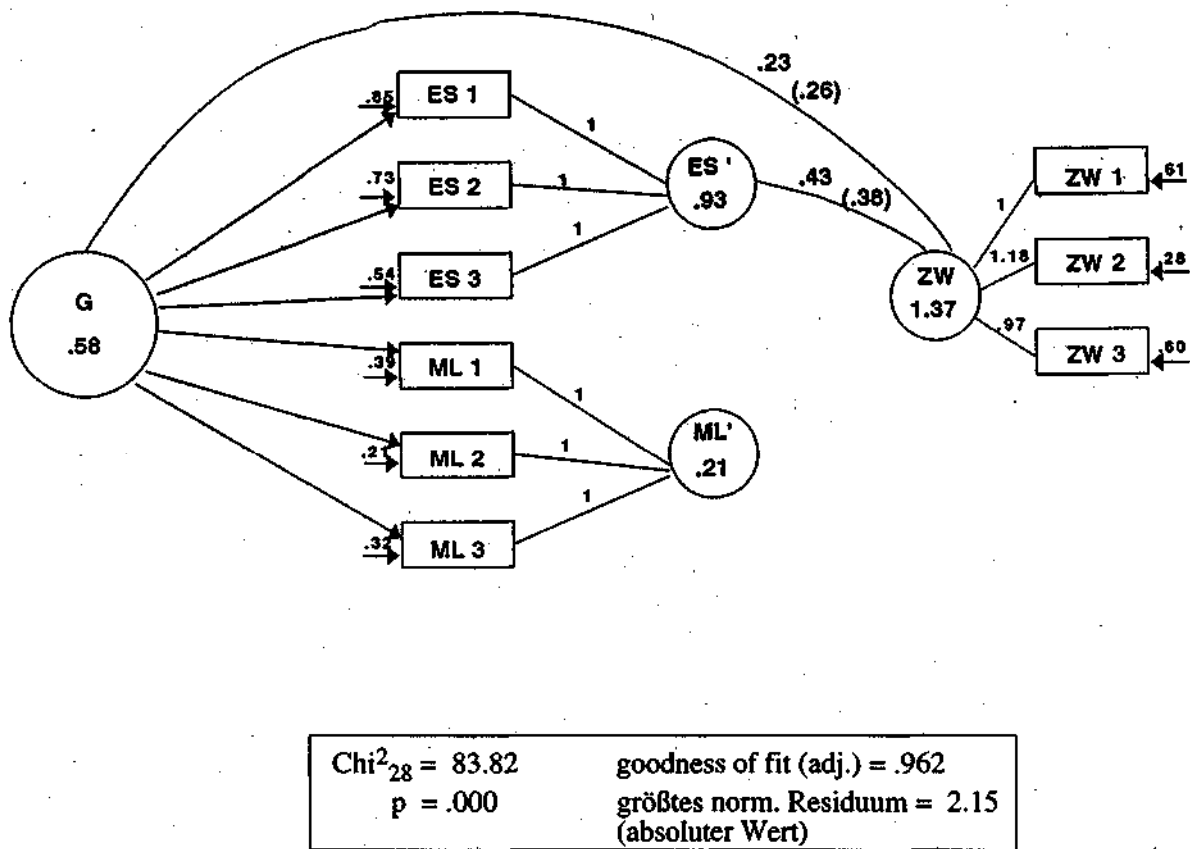 .23
(.26)
.85
ES 1
1
.73
ES 2
1
ES '
.93
.43
(.38)
.54
ES 3
1
ZW 1
.61
1
ZW 2
.28
1.18
ZW
1.37
ZW 3
.60
.97
G
.58
ML 1
.39
1
ML 2
.21
1
ML'
.21
ML 3
.32
1
Chi²₂₈ = 83.82 goodness of fit (adj.) = .962
p = .000 größtes norm. Residuum = 2.15
(absoluter Wert)